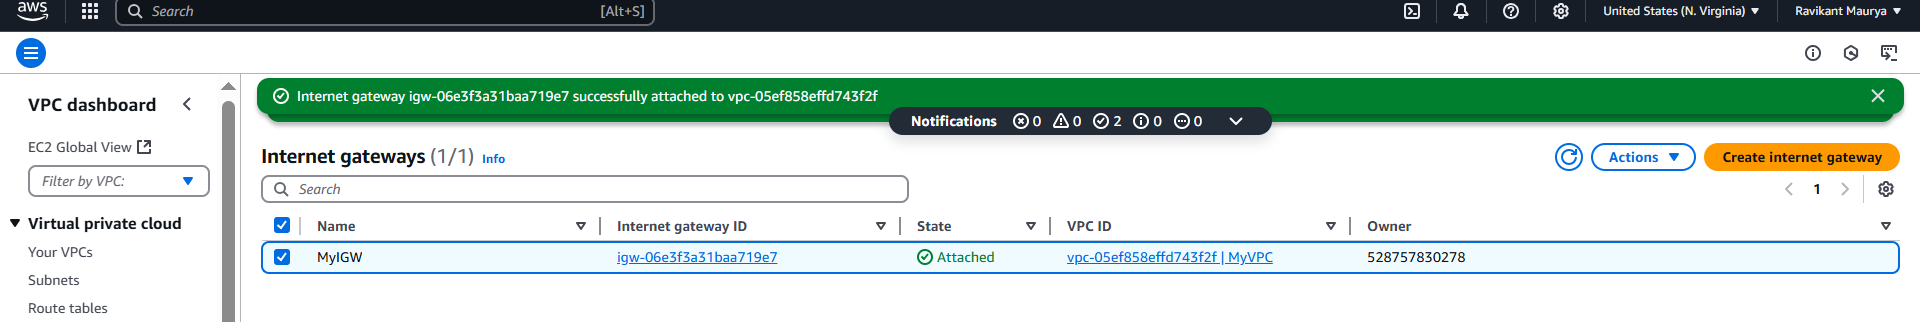 aws
Search [Alt+S] United States (N. Virginia) Ravikant Maurya
VPC dashboard
EC2 Global View
Filter by VPC:
Virtual private cloud
Your VPCs
Subnets
Route tables
Internet gateway igw-06e3f3a31baa719e7 successfully attached to vpc-05ef858effd743f2f
Notifications 0 0 2 0 0
Internet gateways (1/1) Info
Actions Create internet gateway
Search
1
Name Internet gateway ID State VPC ID Owner
MyIGW igw-06e3f3a31baa719e7 Attached vpc-05ef858effd743f2f | MyVPC 528757830278